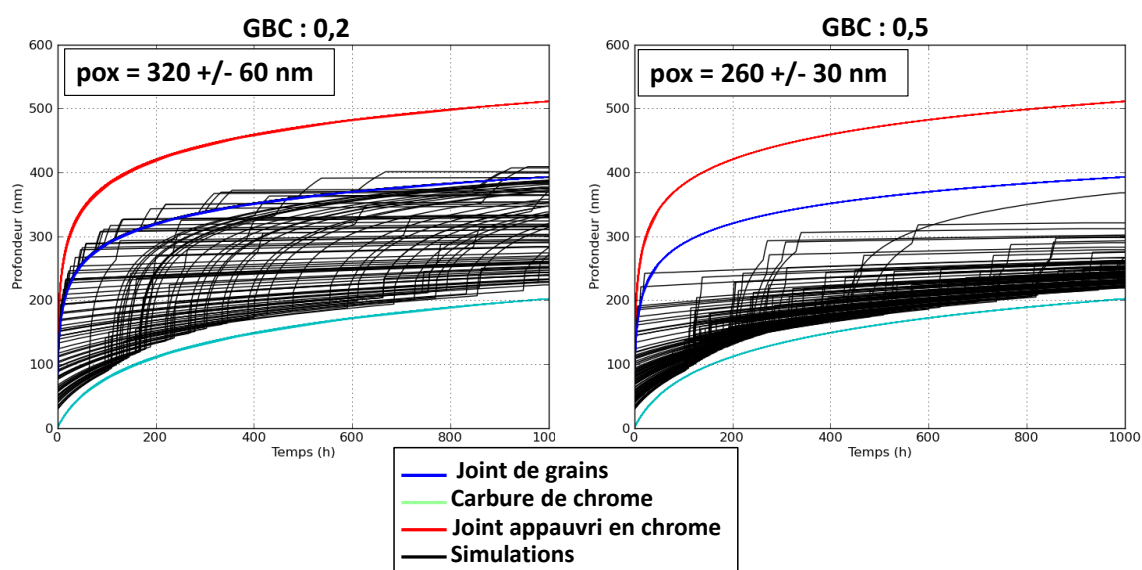 GBC : 0,2
GBC : 0,5
pox = 320 +/- 60 nm
pox = 260 +/- 30 nm
600
500
400
300
200
100
0
Profondeur (nm)
0 200 400 600 800 100
Temps (h)
600
500
400
300
200
100
0
Profondeur (nm)
0 200 400 600 800 1000
Temps (h)
Joint de grains
Carbure de chrome
Joint appauvri en chrome
Simulations